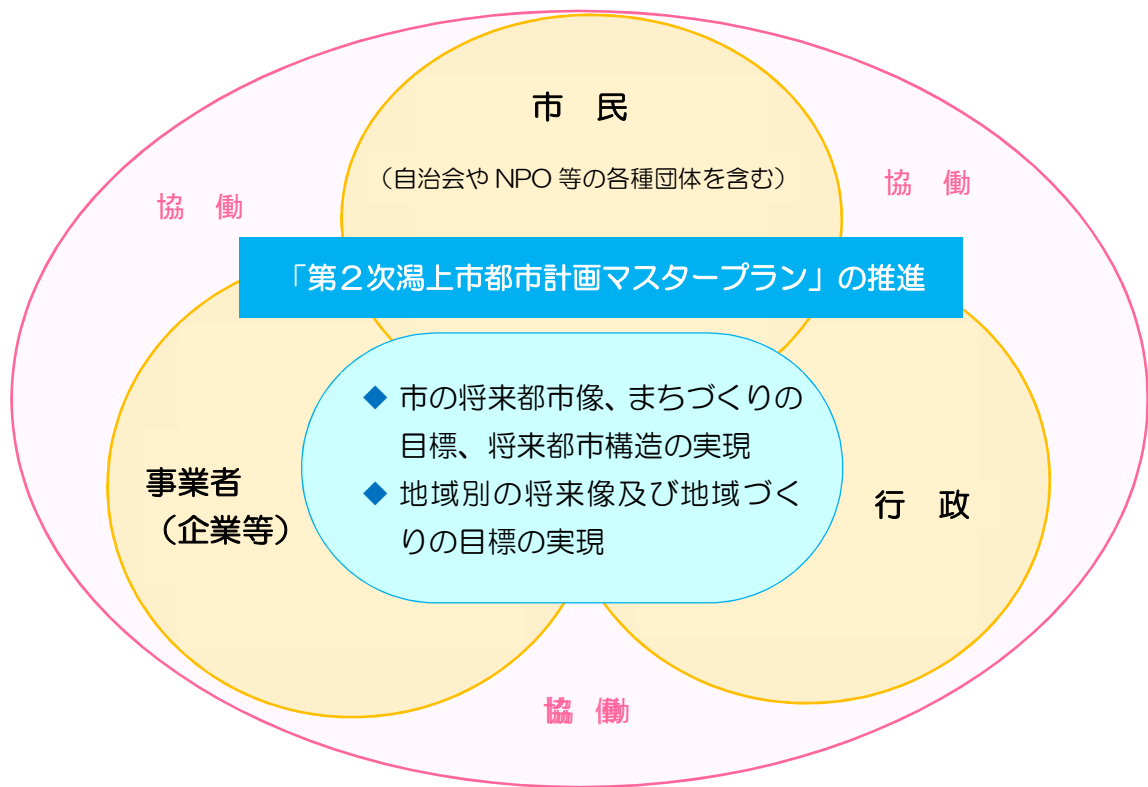 市　民
（自治会や NPO 等の各種団体を含む）
協　働
協　働
「第２次潟上市都市計画マスタープラン」の推進
◆ 市の将来都市像、まちづくりの
目標、将来都市構造の実現
◆ 地域別の将来像及び地域づく
りの目標の実現
事業者
（企業等）
行　政
協　働